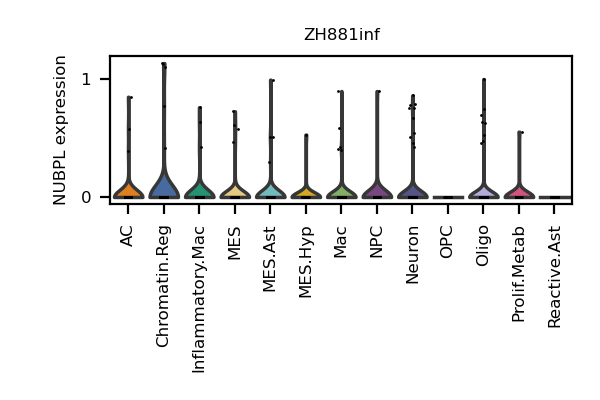 ZH881inf
NUBPL expression
1
0
AC
Chromatin.Reg
Inflammatory.Mac
MES
MES.Ast
MES.Hyp
Mac
NPC
Neuron
OPC
Oligo
Prolif.Metab
Reactive.Ast